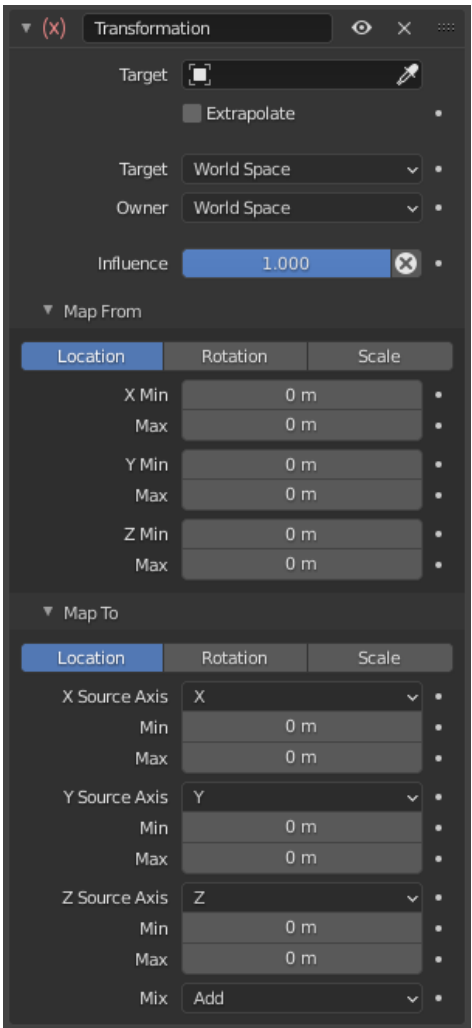 Transformation
Target
Extrapolate
Target World Space
Owner World Space
Influence 1.000
Map From
Location Rotation Scale
X Min 0 m
Max 0 m
Y Min 0 m
Max 0 m
Z Min 0 m
Max 0 m
Map To
Location Rotation Scale
X Source Axis X
Min 0 m
Max 0 m
Y Source Axis Y
Min 0 m
Max 0 m
Z Source Axis Z
Min 0 m
Max 0 m
Mix Add